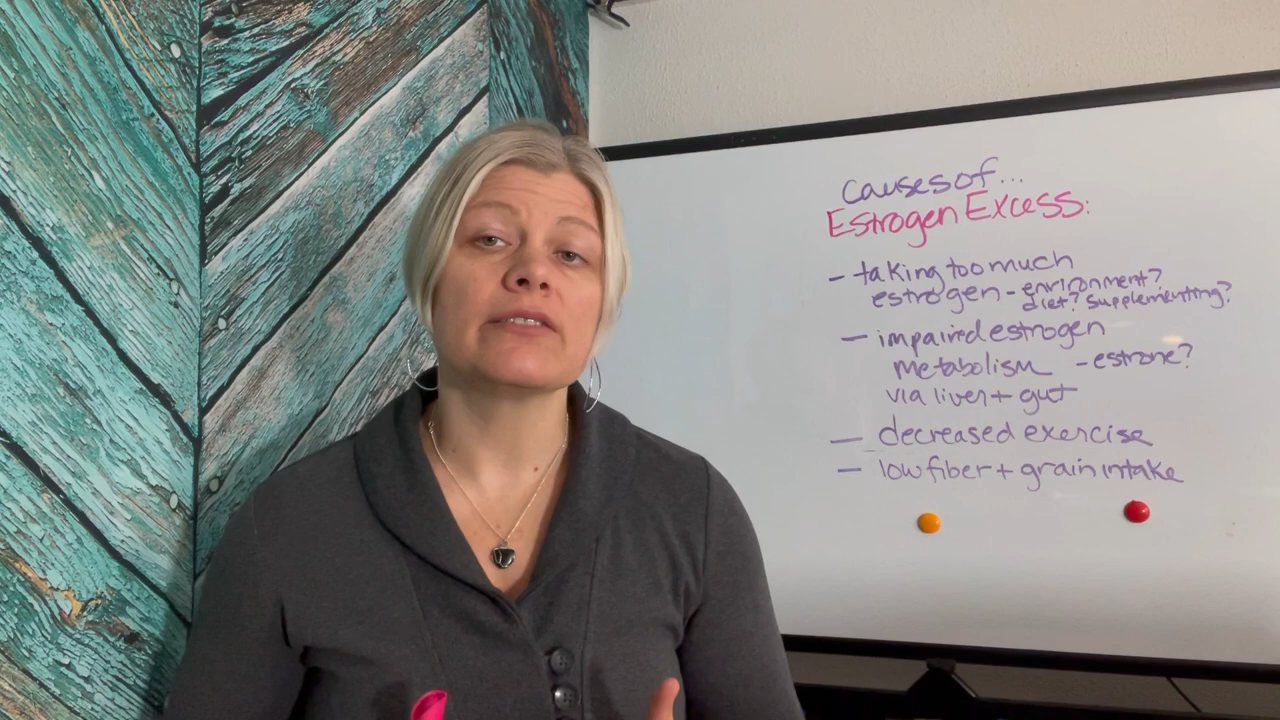 causes of...
Estrogen Excess:
- taking too much
estrogen - environment?
diet? supplementing?
- impaired estrogen
metabolism - estrone?
via liver + gut
- decreased exercise
- low fiber + grain intake